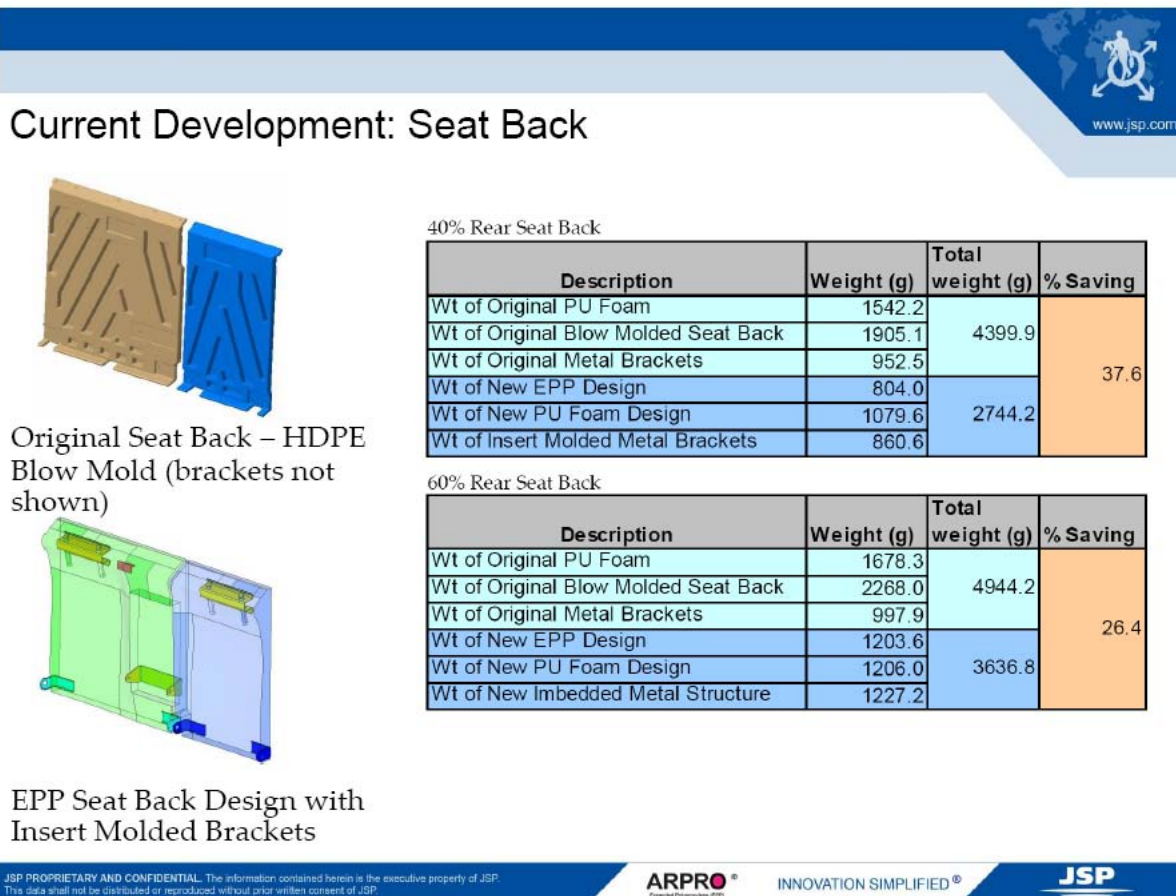 www.jsp.com
Current Development: Seat Back
Original Seat Back – HDPE
Blow Mold (brackets not
shown)
EPP Seat Back Design with
Insert Molded Brackets
40% Rear Seat Back
Description Weight (g) Total weight (g) % Saving
Wt of Original PU Foam 1542.2
Wt of Original Blow Molded Seat Back 1905.1 4399.9
Wt of Original Metal Brackets 952.5
37.6
Wt of New EPP Design 804.0
Wt of New PU Foam Design 1079.6 2744.2
Wt of Insert Molded Metal Brackets 860.6
60% Rear Seat Back
Description Weight (g) Total weight (g) % Saving
Wt of Original PU Foam 1678.3
Wt of Original Blow Molded Seat Back 2268.0 4944.2
Wt of Original Metal Brackets 997.9
26.4
Wt of New EPP Design 1203.6
Wt of New PU Foam Design 1206.0 3636.8
Wt of New Imbedded Metal Structure 1227.2
JSP PROPRIETARY AND CONFIDENTIAL. The information contained herein is the executive property of JSP.
This data shall not be distributed or reproduced without prior written consent of JSP.
ARPRO ®
INNOVATION SIMPLIFIED ®
JSP